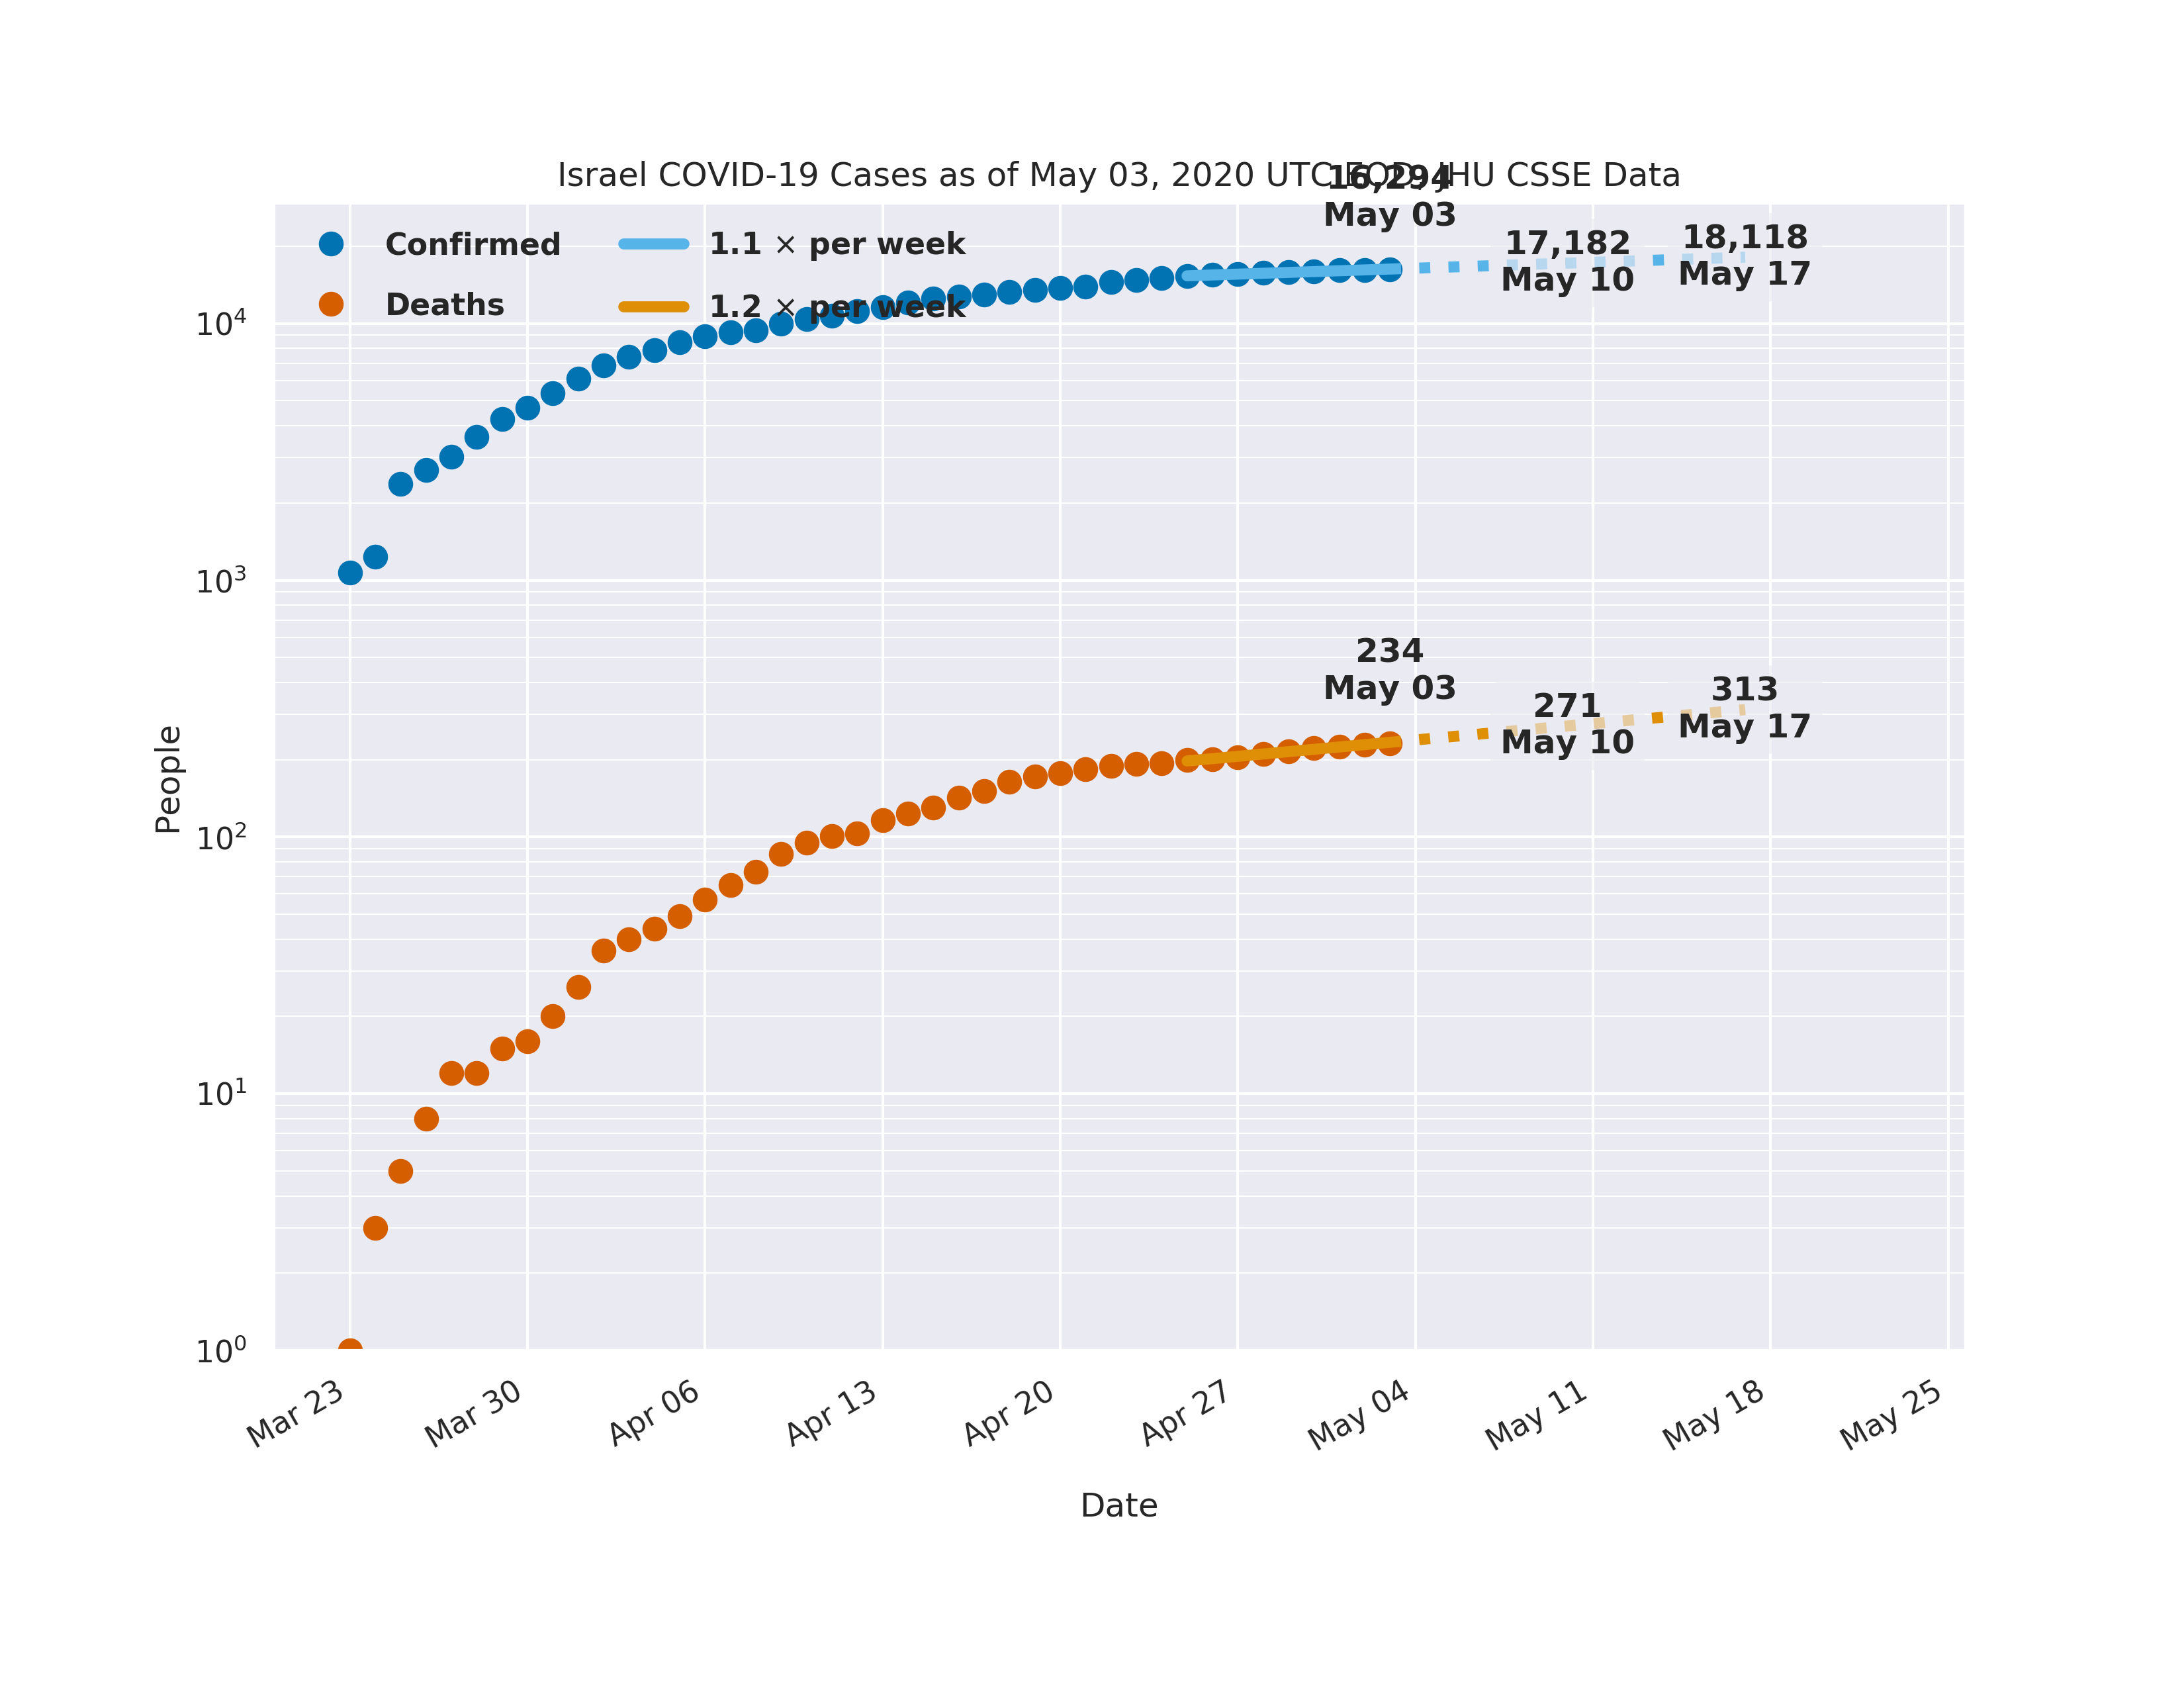 Israel COVID-19 Cases as of May 03, 2020 UTC EOD, JHU CSSE Data
16,294
May 03
17,182
May 10
18,118
May 17
Confirmed
Deaths
1.1 × per week
1.2 × per week
234
May 03
271
May 10
313
May 17
People
10⁴
10³
10²
10¹
10⁰
Mar 23
Mar 30
Apr 06
Apr 13
Apr 20
Apr 27
May 04
May 11
May 18
May 25
Date